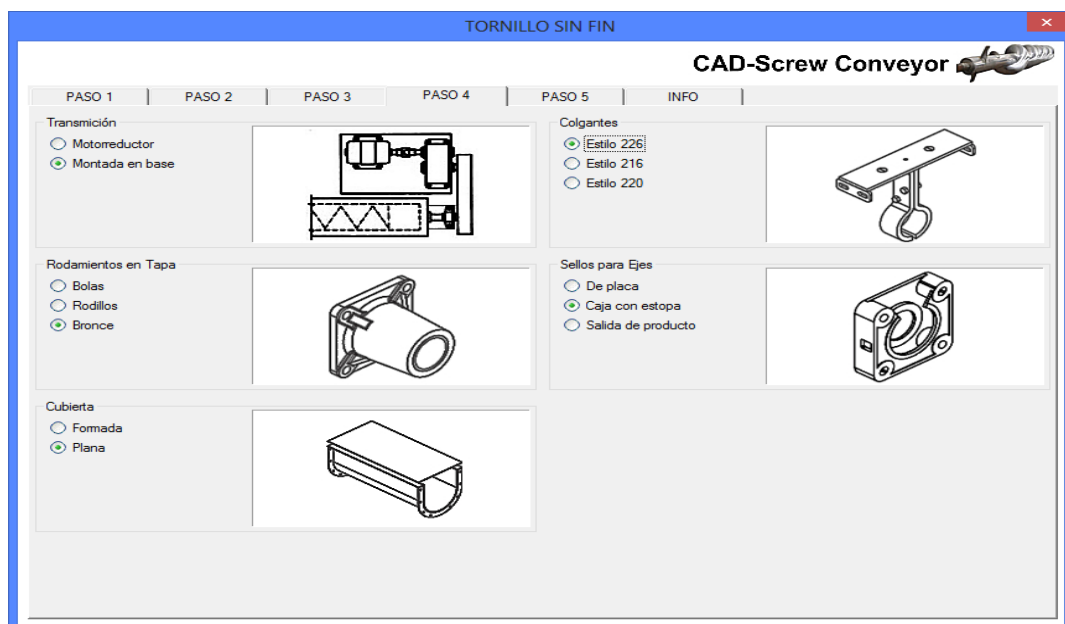 TORNILLO SIN FIN
CAD-Screw Conveyor
PASO 1
PASO 2
PASO 3
PASO 4
PASO 5
INFO
Transmición
Motorreductor
Montada en base
Colgantes
Estilo 226
Estilo 216
Estilo 220
Rodamientos en Tapa
Bolas
Rodillos
Bronce
Sellos para Ejes
De placa
Caja con estopa
Salida de producto
Cubierta
Formada
Plana